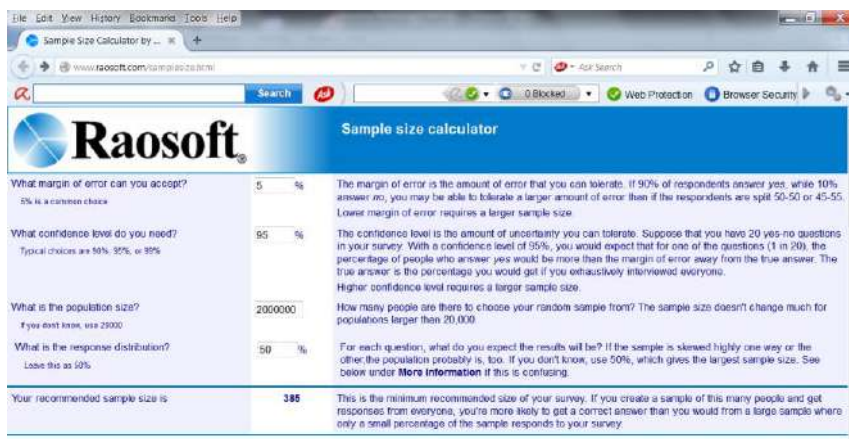 File Edit View History Bookmarks Tools Help
Sample Size Calculator by ... × +
www.raosoft.com/samplesize.html Ask Search
Search 0 Blocked Web Protection Browser Security
Raosoft® Sample size calculator
What margin of error can you accept?
5% is a common choice
5 %
The margin of error is the amount of error that you can tolerate. If 90% of respondents answer yes, while 10%
answer no, you may be able to tolerate a larger amount of error than if the respondents are split 50-50 or 45-55.
Lower margin of error requires a larger sample size.
What confidence level do you need?
Typical choices are 90%, 95%, or 99%
95 %
The confidence level is the amount of uncertainty you can tolerate. Suppose that you have 20 yes-no questions
in your survey. With a confidence level of 95%, you would expect that for one of the questions (1 in 20), the
percentage of people who answer yes would be more than the margin of error away from the true answer. The
true answer is the percentage you would get if you exhaustively interviewed everyone.
Higher confidence level requires a larger sample size.
What is the population size?
If you don't know, use 20000
2000000
How many people are there to choose your random sample from? The sample size doesn't change much for
populations larger than 20,000.
What is the response distribution?
Leave this as 50%
50 %
For each question, what do you expect the results will be? If the sample is skewed highly one way or the
other,the population probably is, too. If you don't know, use 50%, which gives the largest sample size. See
below under More information if this is confusing.
Your recommended sample size is
385
This is the minimum recommended size of your survey. If you create a sample of this many people and get
responses from everyone, you're more likely to get a correct answer than you would from a large sample where
only a small percentage of the sample responds to your survey.